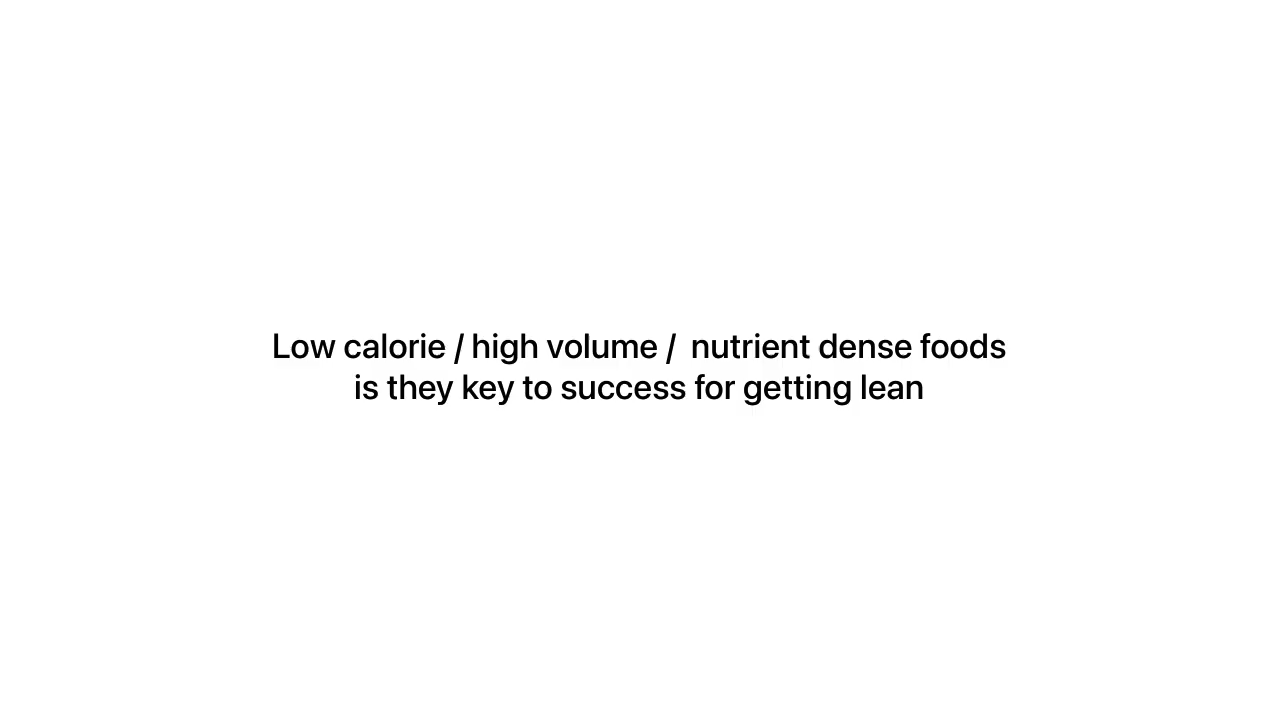 Low calorie / high volume /  nutrient dense foods
is they key to success for getting lean